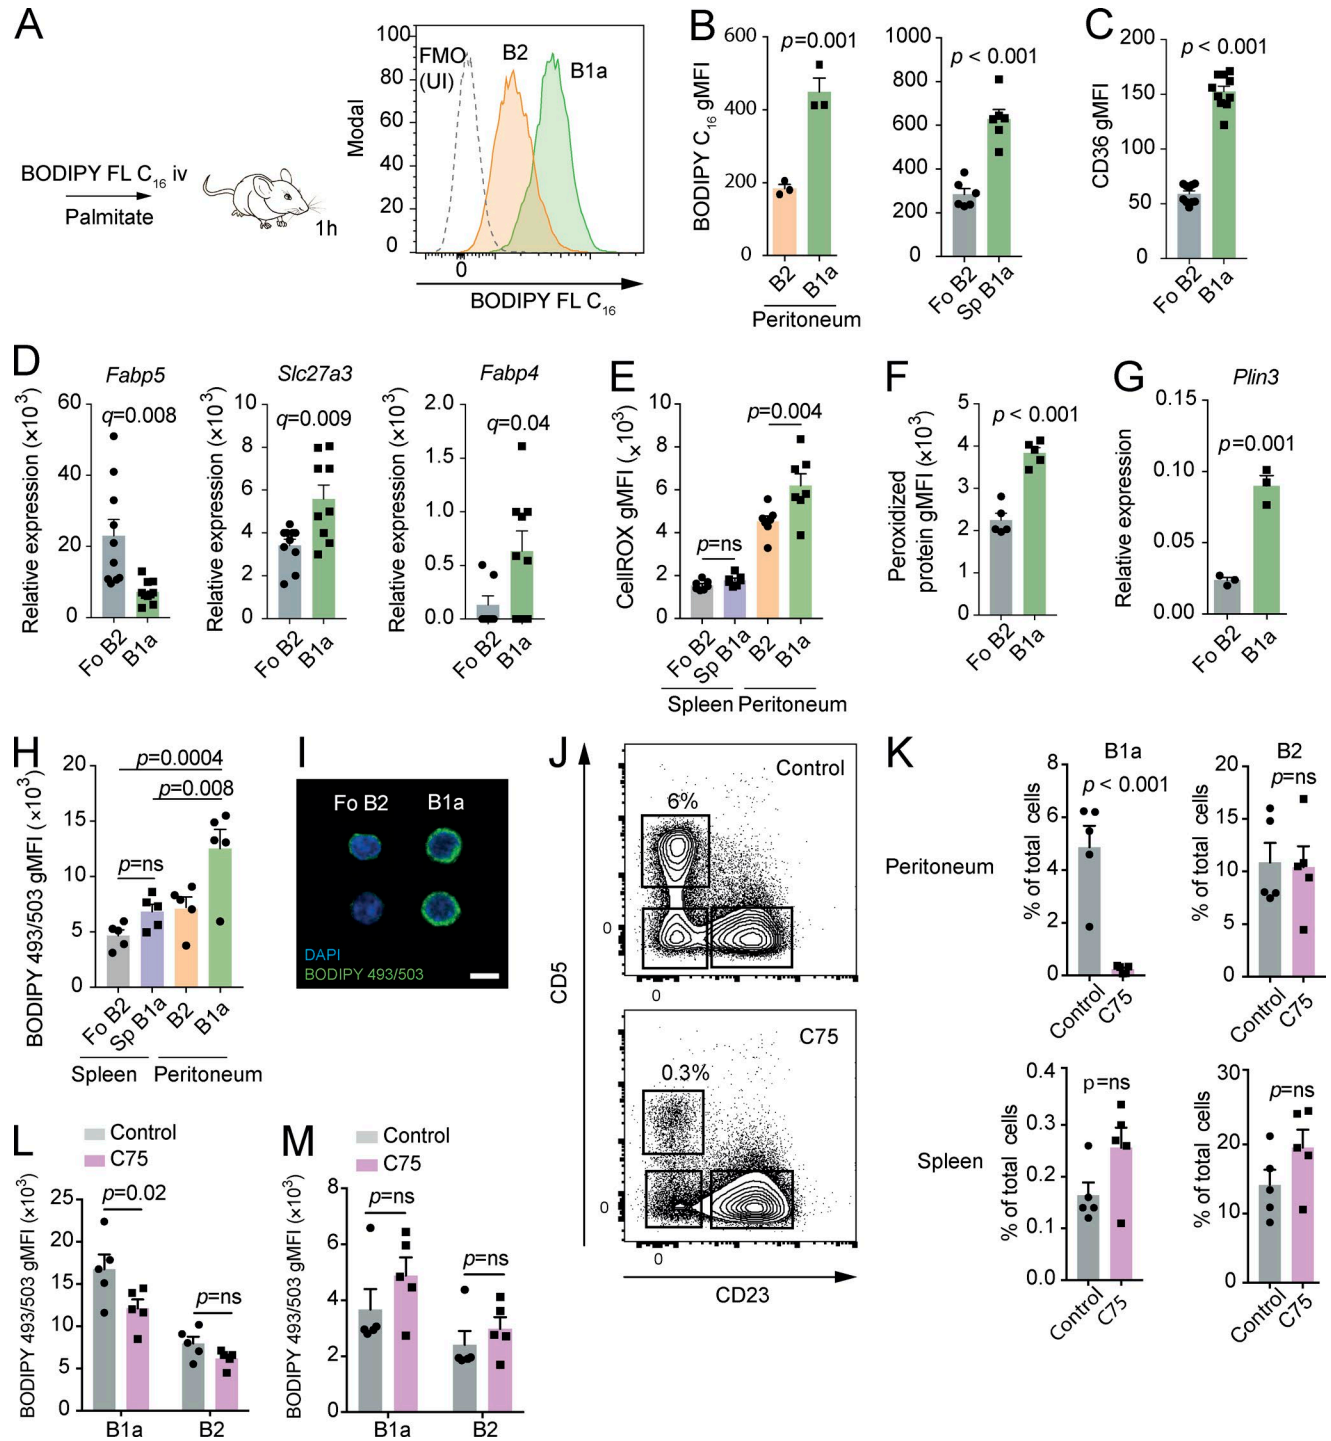 A
BODIPY FL C16 iv
Palmitate
1h
Modal
100
80
60
40
20
0
FMO
(UI)
B2
B1a
0
BODIPY FL C16
B
BODIPY C16 gMFI
600
400
200
0
p=0.001
B2
B1a
Peritoneum
1000
800
600
400
200
0
p < 0.001
Fo B2
Sp B1a
C
CD36 gMFI
200
150
100
50
0
p < 0.001
Fo B2
B1a
D
Fabp5
Relative expression (×10³)
60
40
20
0
q=0.008
Fo B2
B1a
Slc27a3
Relative expression (×10³)
10
8
6
4
2
0
q=0.009
Fo B2
B1a
Fabp4
Relative expression (×10³)
2.0
1.5
1.0
0.5
0.0
q=0.04
Fo B2
B1a
E
CellROX gMFI (×10³)
10
8
6
4
2
0
p=ns
p=0.004
Fo B2
Sp B1a
B2
B1a
Spleen
Peritoneum
F
Peroxidized
protein gMFI (×10³)
5
4
3
2
1
0
p < 0.001
Fo B2
B1a
G
Plin3
Relative expression
0.15
0.10
0.05
0.00
p=0.001
Fo B2
B1a
H
BODIPY 493/503 gMFI (×10³)
20
15
10
5
0
p=0.0004
p=0.008
p=ns
Fo B2
Sp B1a
B2
B1a
Spleen
Peritoneum
I
Fo B2
B1a
DAPI
BODIPY 493/503
J
CD5
Control
6%
0
0
C75
0.3%
0
0
CD23
K
Peritoneum
B1a
% of total cells
8
6
4
2
0
p < 0.001
Control
C75
B2
% of total cells
20
15
10
5
0
p=ns
Control
C75
Spleen
% of total cells
0.4
0.3
0.2
0.1
0.0
p=ns
Control
C75
% of total cells
30
20
10
0
p=ns
Control
C75
L
Control
C75
BODIPY 493/503 gMFI (×10³)
25
20
15
10
5
0
p=0.02
p=ns
B1a
B2
M
Control
C75
BODIPY 493/503 gMFI (×10³)
8
6
4
2
0
p=ns
p=ns
B1a
B2